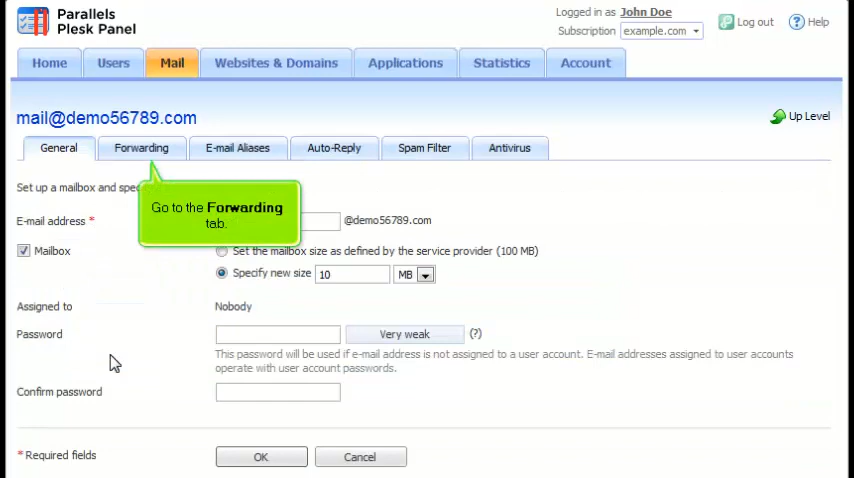 Parallels
Plesk Panel
Logged in as John Doe
Subscription example.com
Log out
Help
Home
Users
Mail
Websites & Domains
Applications
Statistics
Account
mail@demo56789.com
Up Level
General
Forwarding
E-mail Aliases
Auto-Reply
Spam Filter
Antivirus
Set up a mailbox and
Go to the Forwarding
tab.
E-mail address *
@demo56789.com
Mailbox
Set the mailbox size as defined by the service provider (100 MB)
Specify new size 10 MB
Assigned to Nobody
Password Very weak (?)
This password will be used if e-mail address is not assigned to a user account. E-mail addresses assigned to user accounts
operate with user account passwords.
Confirm password
* Required fields
OK
Cancel